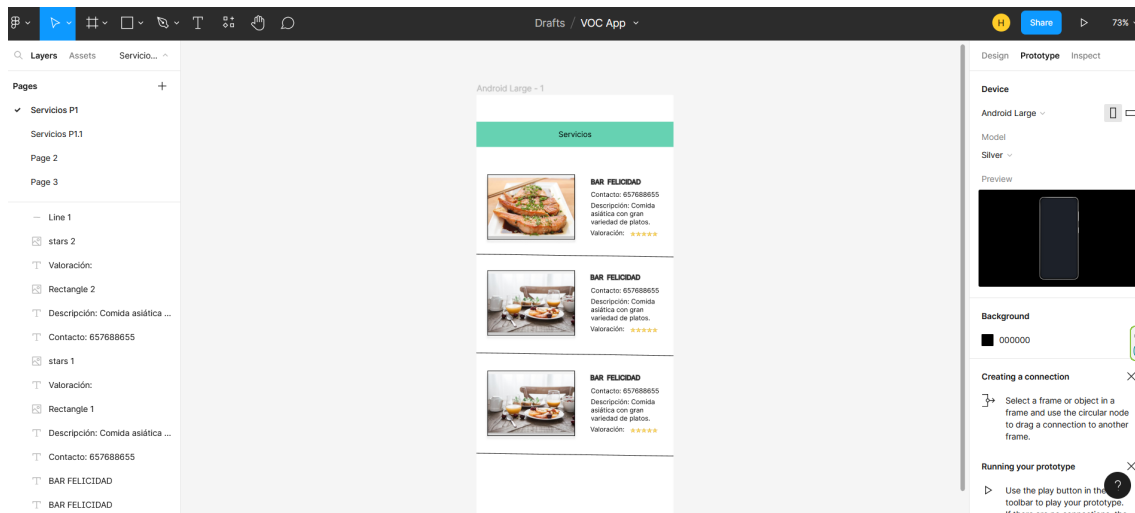 Drafts / VOC App
H
Share
73%
Layers
Assets
Servicio...
Pages
Servicios P1
Servicios P1.1
Page 2
Page 3
Line 1
stars 2
Valoración:
Rectangle 2
Descripción: Comida asiática ...
Contacto: 657688655
stars 1
Valoración:
Rectangle 1
Descripción: Comida asiática ...
Contacto: 657688655
BAR FELICIDAD
BAR FELICIDAD
Android Large - 1
Servicios
BAR FELICIDAD
Contacto: 657688655
Descripción: Comida
asiática con gran
variedad de platos.
Valoración:
BAR FELICIDAD
Contacto: 657688655
Descripción: Comida
asiática con gran
variedad de platos.
Valoración:
BAR FELICIDAD
Contacto: 657688655
Descripción: Comida
asiática con gran
variedad de platos.
Valoración:
Design
Prototype
Inspect
Device
Android Large
Model
Silver
Preview
Background
000000
Creating a connection
Select a frame or object in a
frame and use the circular node
to drag a connection to another
frame.
Running your prototype
Use the play button in the
toolbar to play your prototype.
If there are no connections, the
?